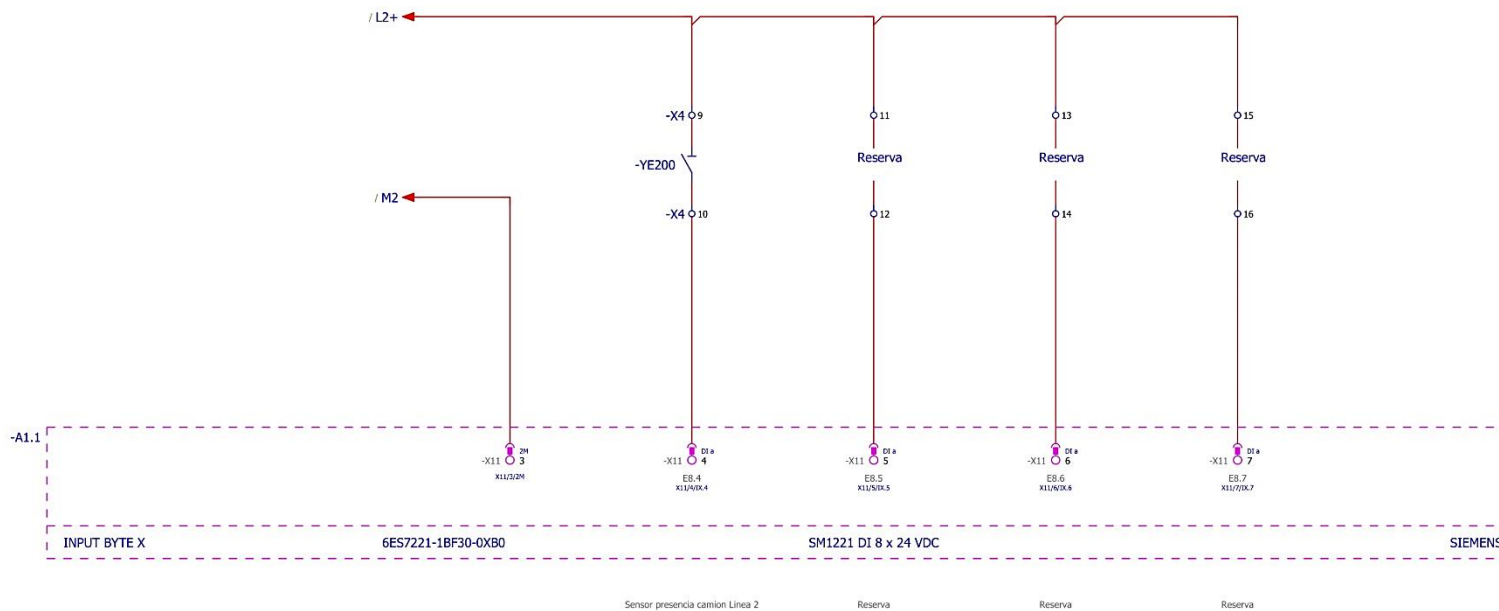 / L2+
-X4 9 11 13 15
-YE200 Reserva Reserva Reserva
/ M2
-X4 10 12 14 16
-A1.1
2M DI a DI a DI a DI a
-X11 3 -X11 4 -X11 5 -X11 6 -X11 7
E8.4 E8.5 E8.6 E8.7
X11/3/2M X11/4/IX.4 X11/5/IX.5 X11/6/IX.6 X11/7/IX.7
INPUT BYTE X 6ES7221-1BF30-0XB0 SM1221 DI 8 x 24 VDC SIEMENS
Sensor presencia camion Linea 2 Reserva Reserva Reserva